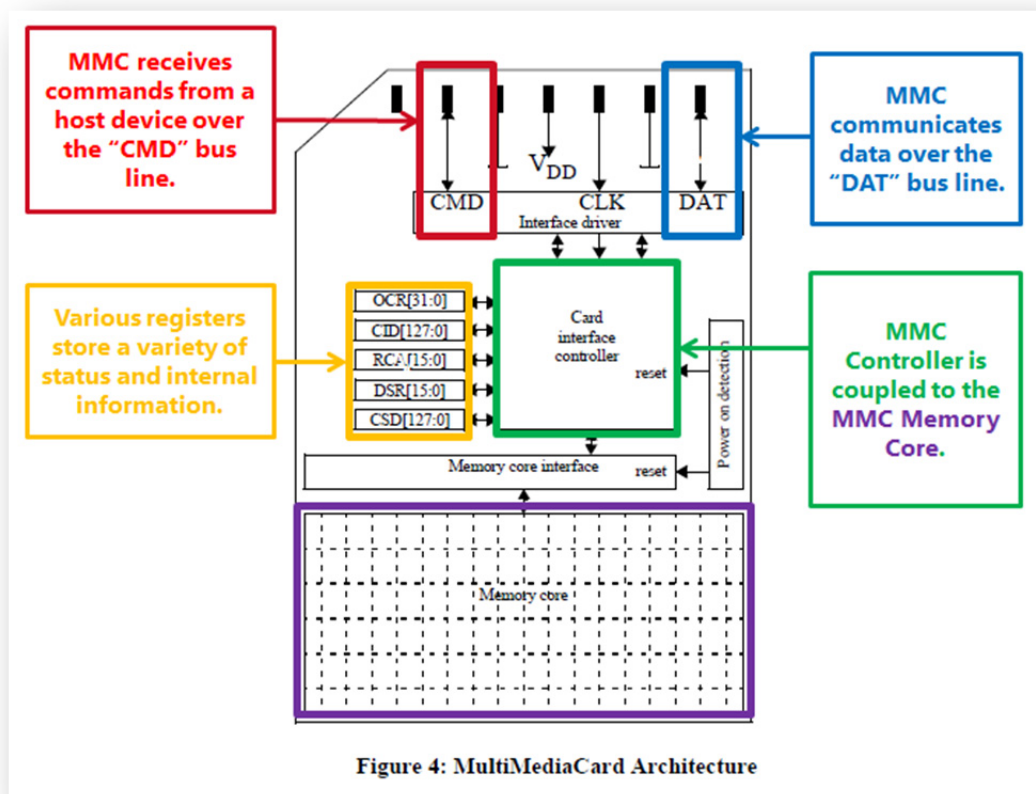 MMC receives
commands from a
host device over
the “CMD” bus
line.
MMC
communicates
data over the
“DAT” bus line.
VDD
CMD
CLK
DAT
Interface driver
Various registers
store a variety of
status and internal
information.
OCR[31:0]
CID[127:0]
RCA[15:0]
DSR[15:0]
CSD[127:0]
Card
interface
controller
reset
Power on detection
MMC
Controller is
coupled to the
MMC Memory
Core.
Memory core interface
reset
Memory core
Figure 4: MultiMediaCard Architecture